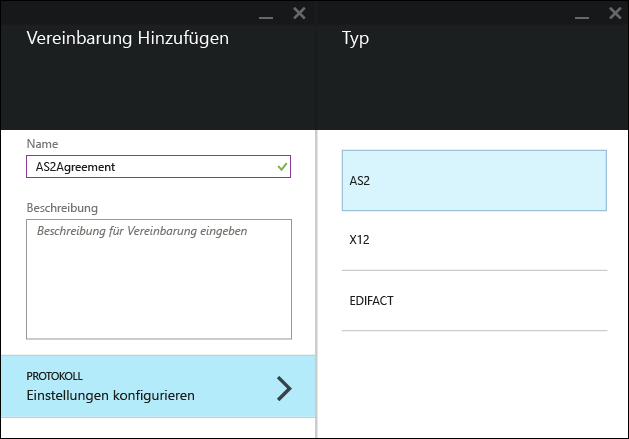 Vereinbarung Hinzufügen
Name
AS2Agreement
Beschreibung
Beschreibung für Vereinbarung eingeben
PROTOKOLL
Einstellungen konfigurieren
Typ
AS2
X12
EDIFACT